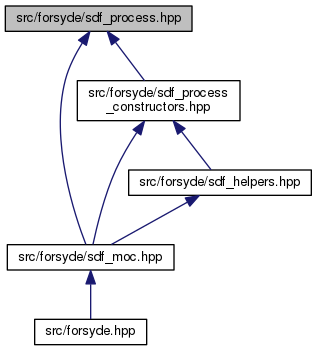 src/forsyde/sdf_process.hpp
src/forsyde/sdf_process
_constructors.hpp
src/forsyde/sdf_helpers.hpp
src/forsyde/sdf_moc.hpp
src/forsyde.hpp